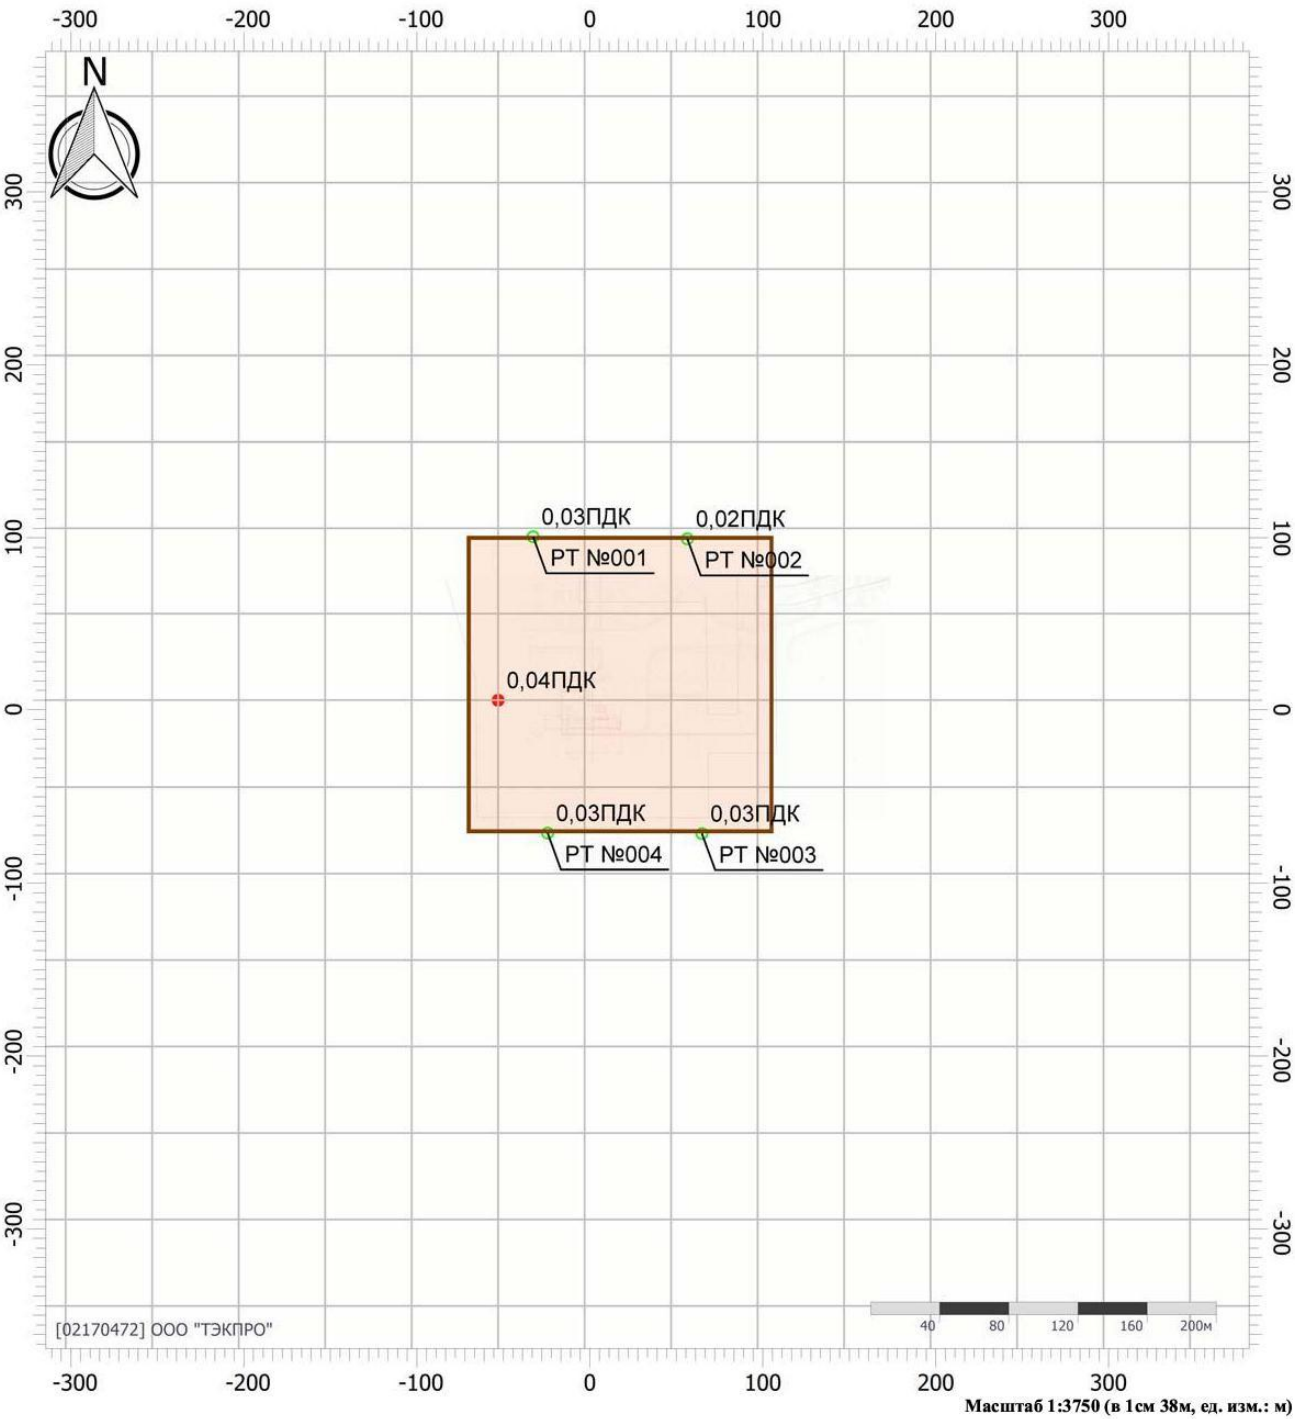 -300 -200 -100 0 100 200 300
N
300 300
200 200
0,03ПДК 0,02ПДК
100 100
РТ №001 РТ №002
0,04ПДК
0 0
0,03ПДК 0,03ПДК
РТ №004 РТ №003
-100 -100
-200 -200
-300 -300
40 80 120 160 200м
[02170472] ООО "ТЭКПРО"
-300 -200 -100 0 100 200 300
Масштаб 1:3750 (в 1см 38м, ед. изм.: м)